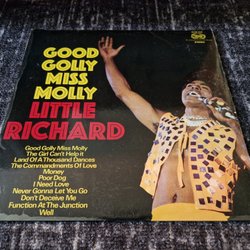 GOOD
GOLLY
MISS
MOLLY
LITTLE
RICHARD
Good Golly Miss Molly
The Girl Can't Help it
Land Of A Thousand Dances
The Commandments Of Love
Money
Poor Dog
I Need Love
Never Gonna Let You Go
Don't Deceive Me
Function At The Junction
Well